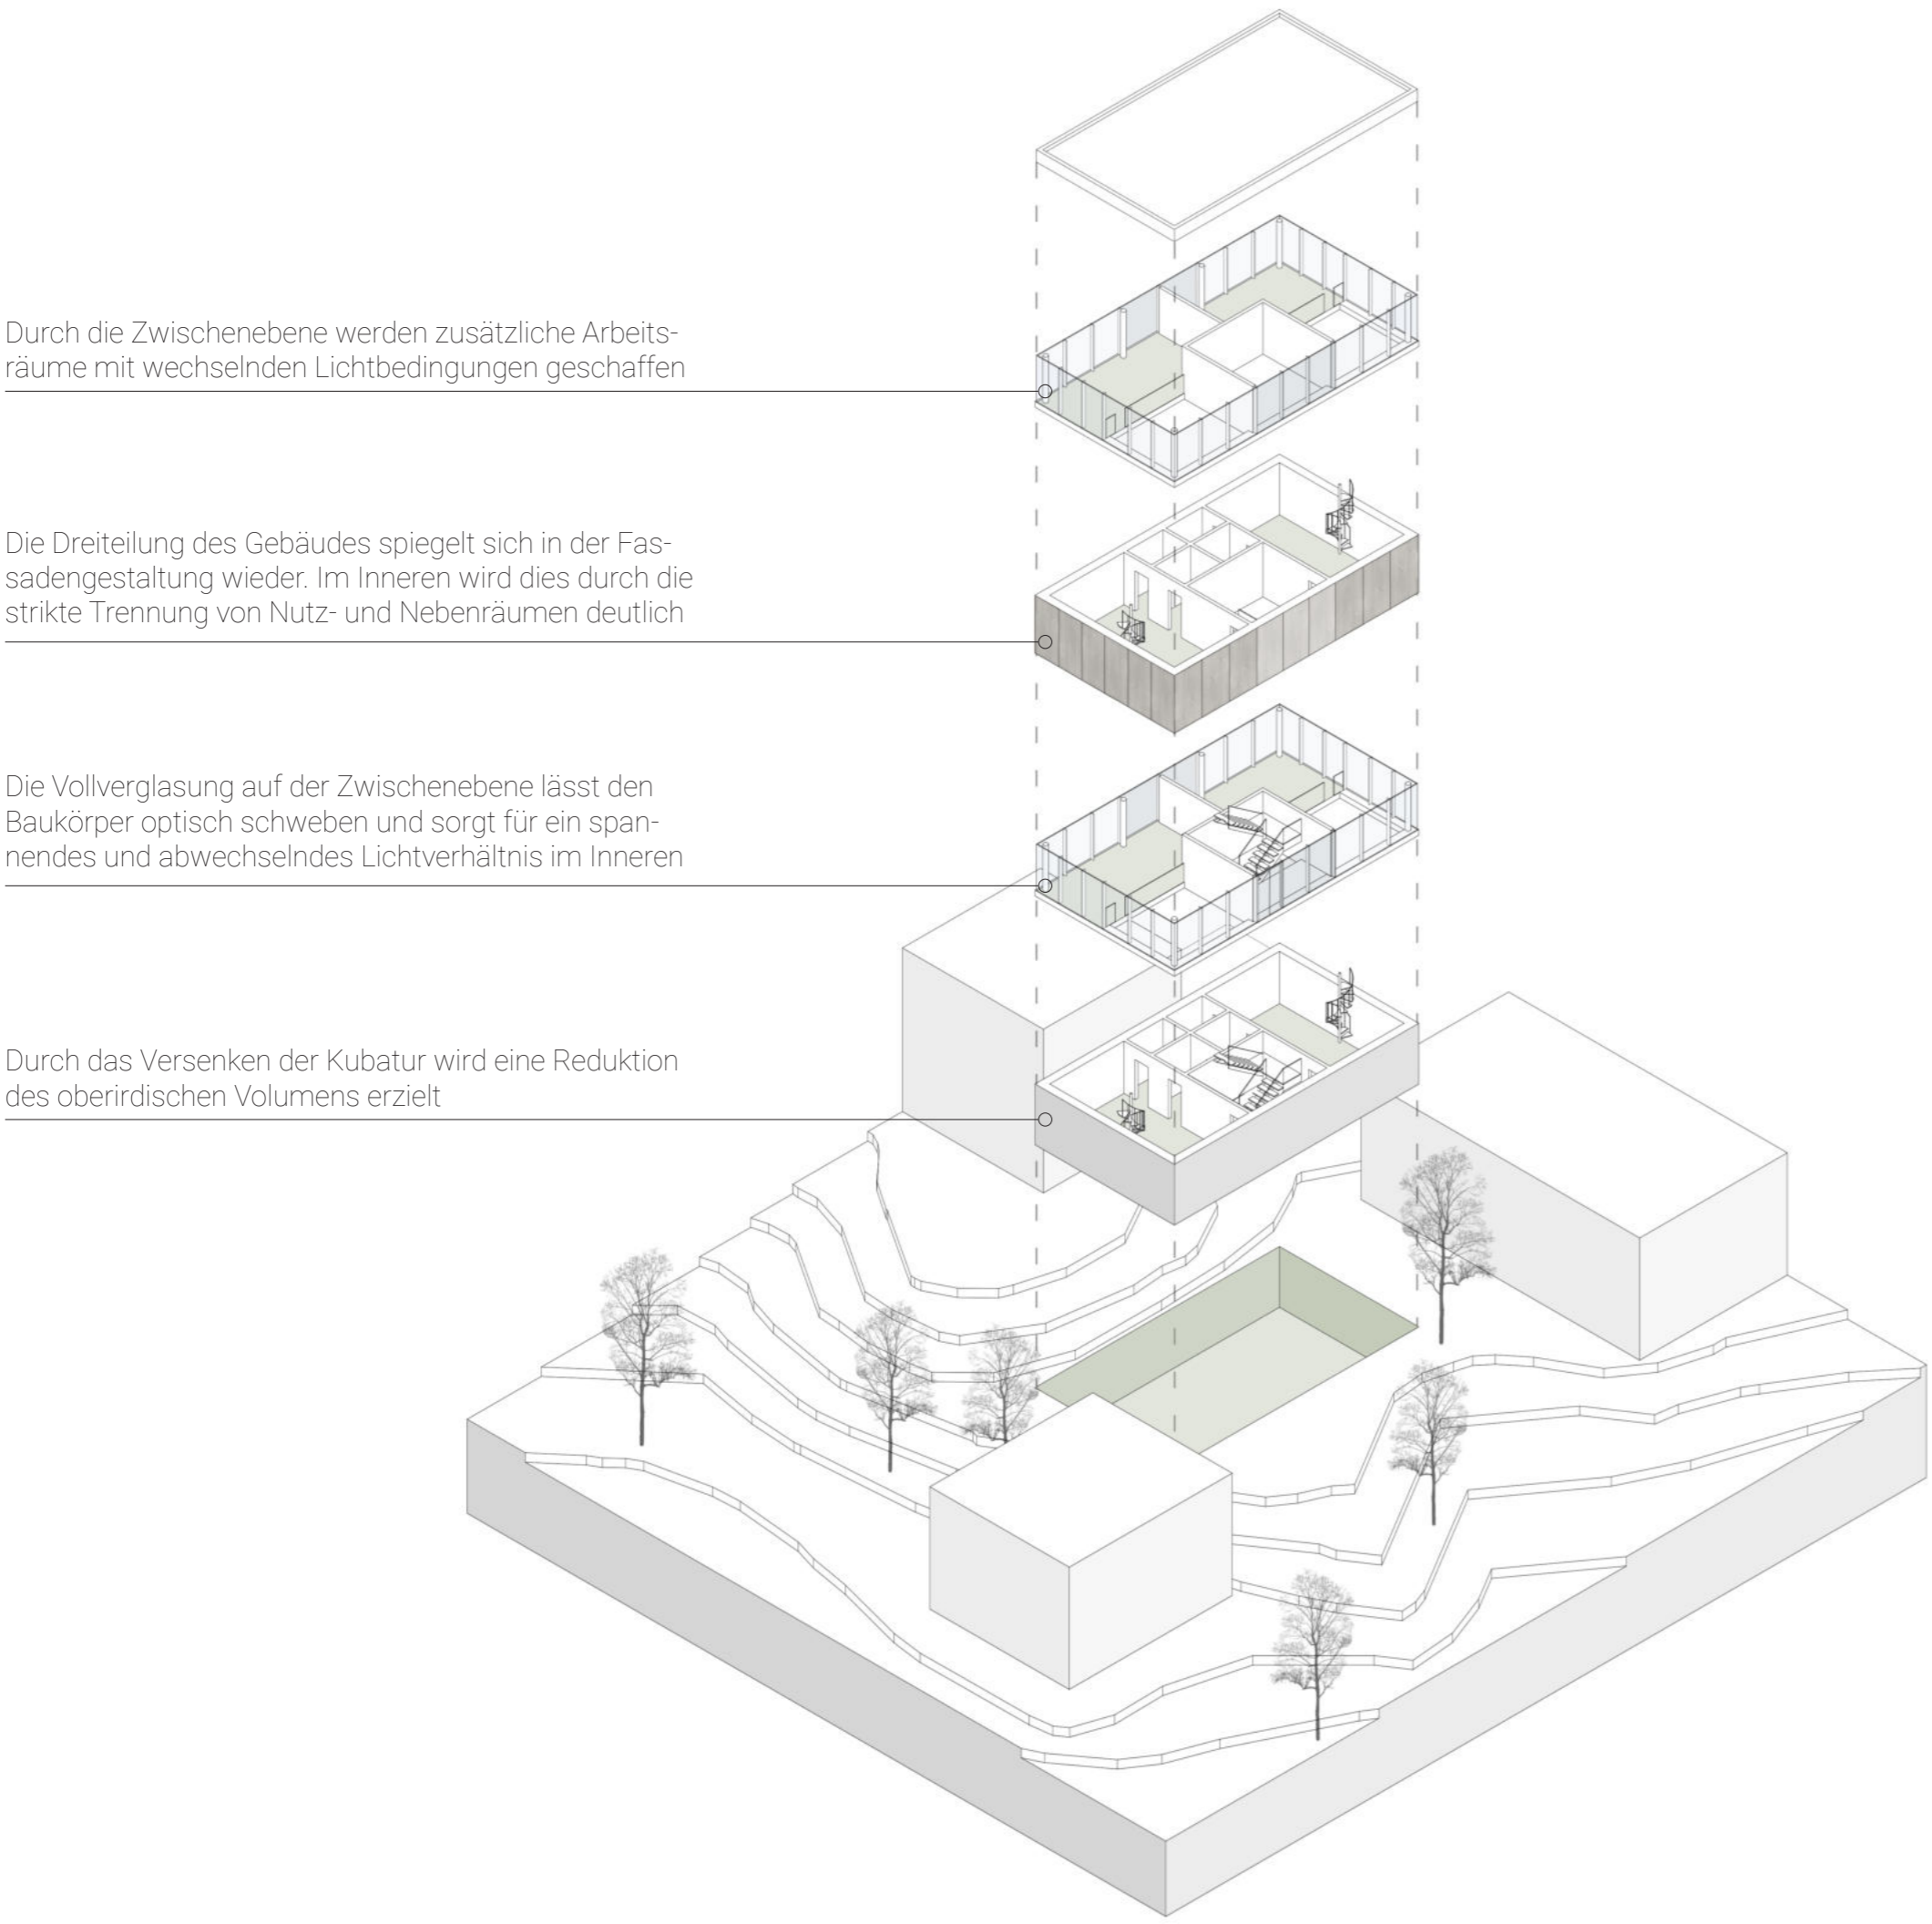 Durch die Zwischenebene werden zusätzliche Arbeits-
räume mit wechselnden Lichtbedingungen geschaffen
Die Dreiteilung des Gebäudes spiegelt sich in der Fas-
sadengestaltung wieder. Im Inneren wird dies durch die
strikte Trennung von Nutz- und Nebenräumen deutlich
Die Vollverglasung auf der Zwischenebene lässt den
Baukörper optisch schweben und sorgt für ein span-
nendes und abwechselndes Lichtverhältnis im Inneren
Durch das Versenken der Kubatur wird eine Reduktion
des oberirdischen Volumens erzielt